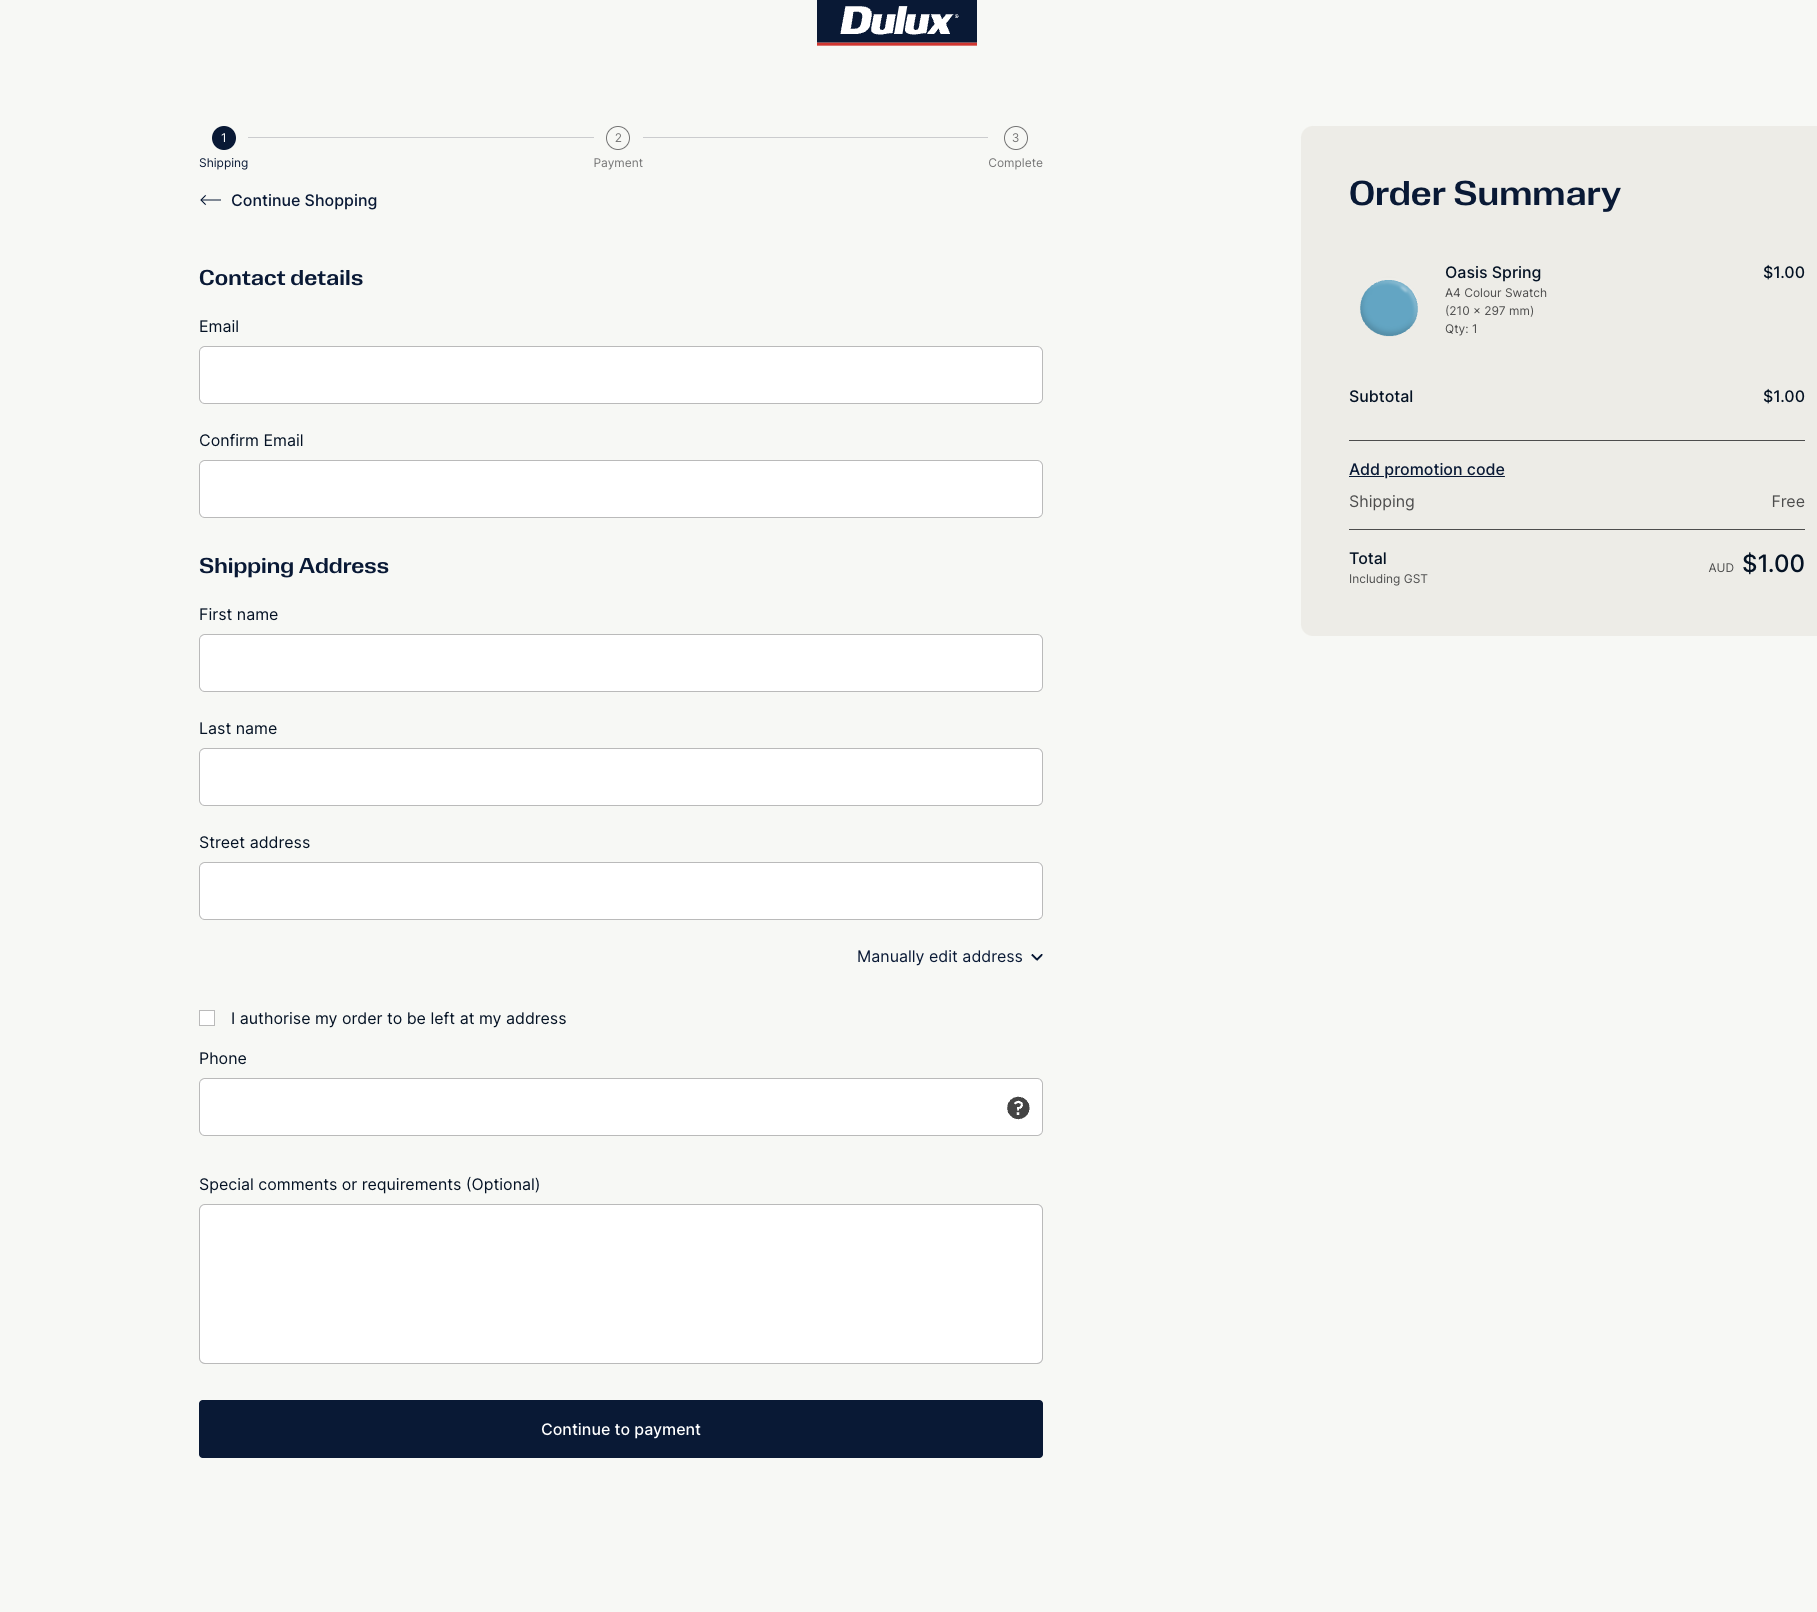 Dulux®
1
2
3
Shipping
Payment
Complete
Continue Shopping
Contact details
Email
Confirm Email
Shipping Address
First name
Last name
Street address
Manually edit address
I authorise my order to be left at my address
Phone
?
Special comments or requirements (Optional)
Continue to payment
Order Summary
Oasis Spring $1.00
A4 Colour Swatch
(210 × 297 mm)
Qty: 1
Subtotal $1.00
Add promotion code
Shipping Free
Total AUD $1.00
Including GST